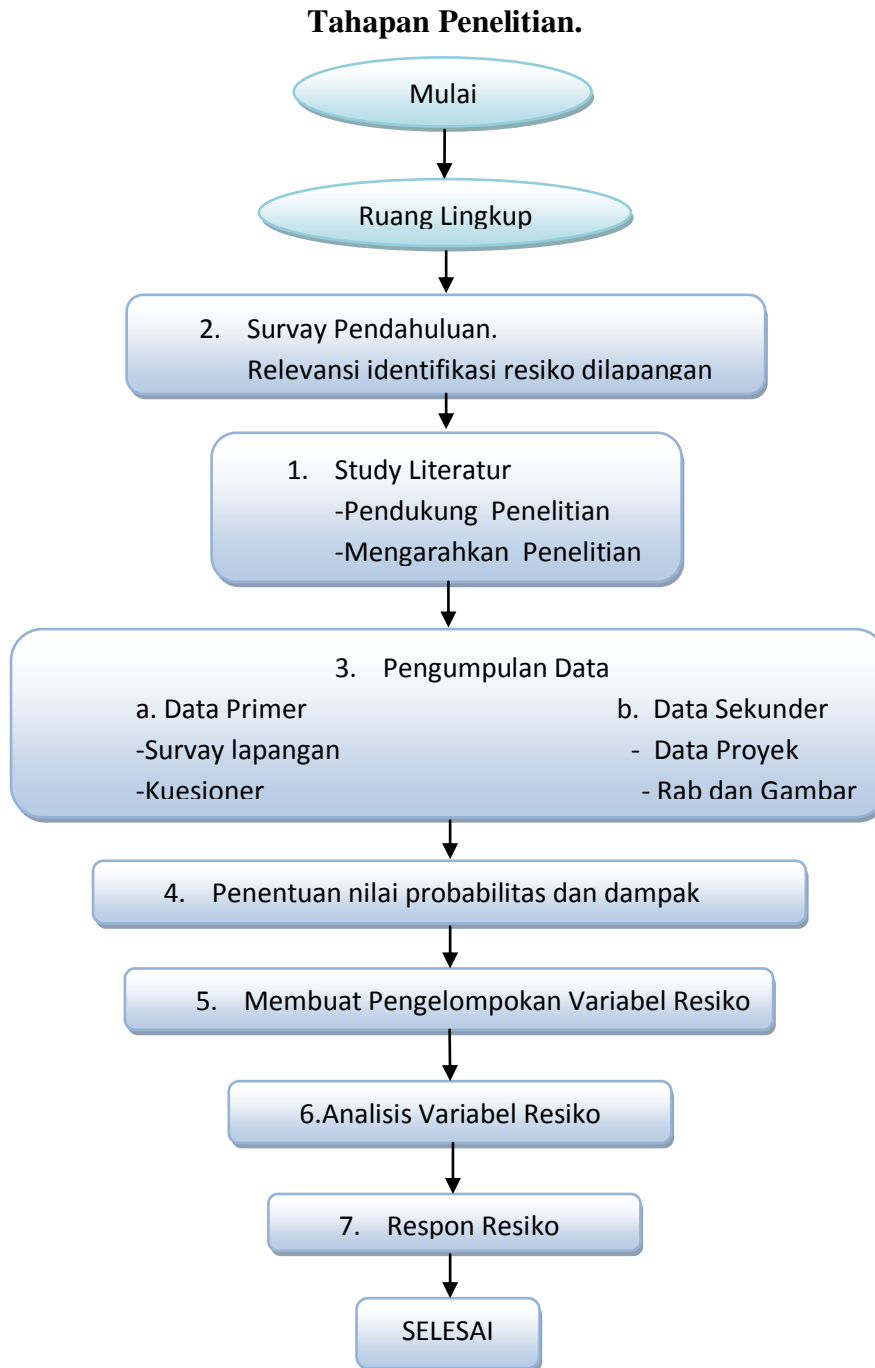 Tahapan Penelitian.
Mulai
Ruang Lingkup
2. Survay Pendahuluan.
Relevansi identifikasi resiko dilapangan
1. Study Literatur
-Pendukung Penelitian
-Mengarahkan Penelitian
3. Pengumpulan Data
a. Data Primer
-Survay lapangan
-Kuesioner
b. Data Sekunder
- Data Proyek
- Rab dan Gambar
4. Penentuan nilai probabilitas dan dampak
5. Membuat Pengelompokan Variabel Resiko
6.Analisis Variabel Resiko
7. Respon Resiko
SELESAI